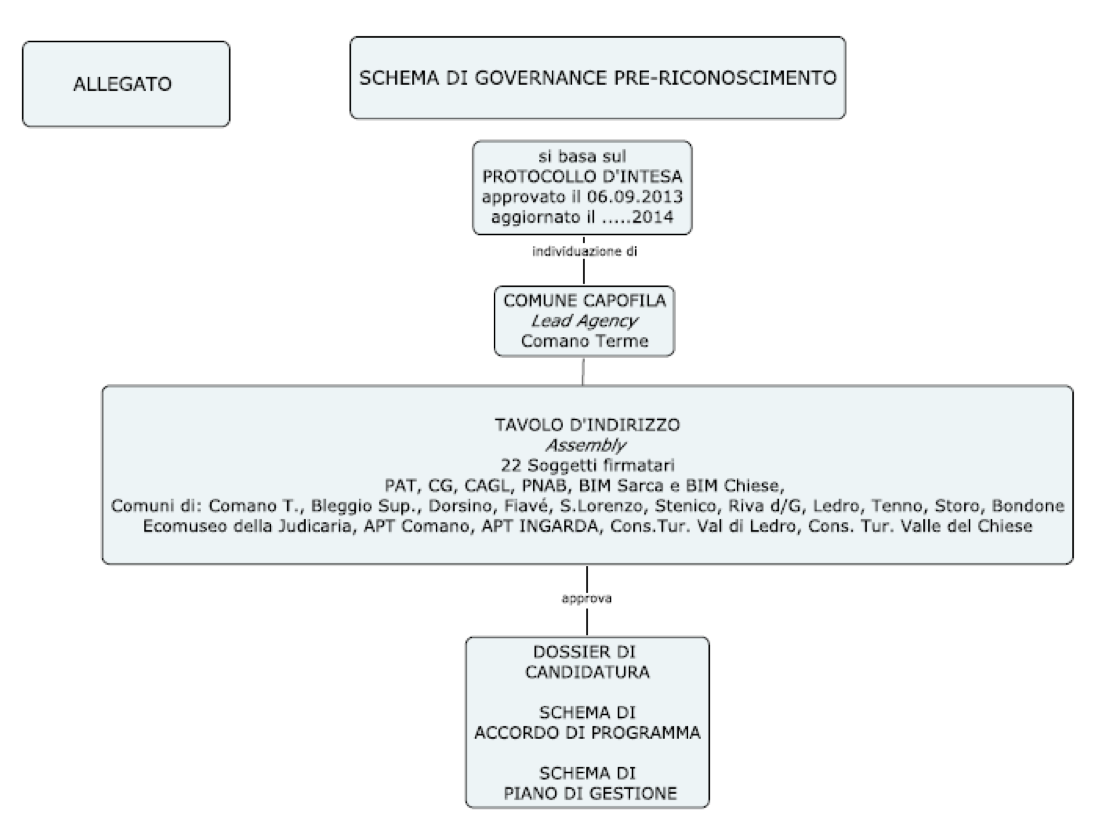 ALLEGATO
SCHEMA DI GOVERNANCE PRE-RICONOSCIMENTO
si basa sul
PROTOCOLLO D'INTESA
approvato il 06.09.2013
aggiornato il .....2014
individuazione di
COMUNE CAPOFILA
Lead Agency
Comano Terme
TAVOLO D'INDIRIZZO
Assembly
22 Soggetti firmatari
PAT, CG, CAGL, PNAB, BIM Sarca e BIM Chiese,
Comuni di: Comano T., Bleggio Sup., Dorsino, Fiavé, S.Lorenzo, Stenico, Riva d/G, Ledro, Tenno, Storo, Bondone
Ecomuseo della Judicaria, APT Comano, APT INGARDA, Cons.Tur. Val di Ledro, Cons. Tur. Valle del Chiese
approva
DOSSIER DI
CANDIDATURA
SCHEMA DI
ACCORDO DI PROGRAMMA
SCHEMA DI
PIANO DI GESTIONE